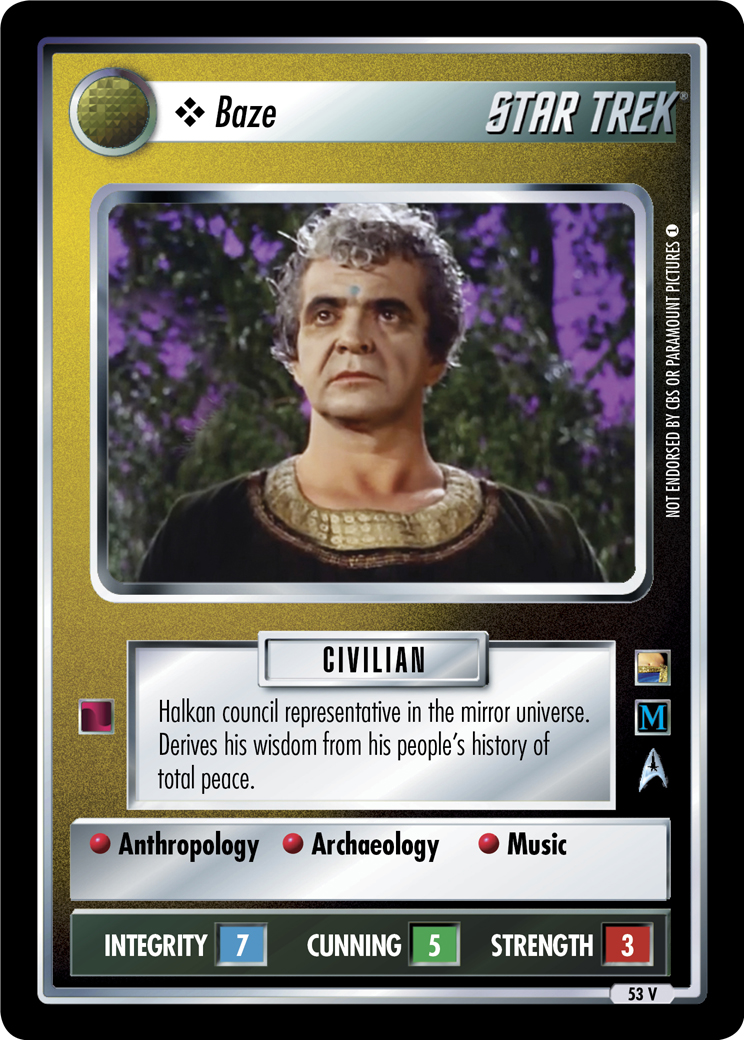 ❖ Baze
STAR TREK®
NOT ENDORSED BY CBS OR PARAMOUNT PICTURES 1
CIVILIAN
Halkan council representative in the mirror universe.
Derives his wisdom from his people's history of
total peace.
M
Anthropology Archaeology Music
INTEGRITY 7 CUNNING 5 STRENGTH 3
53 V